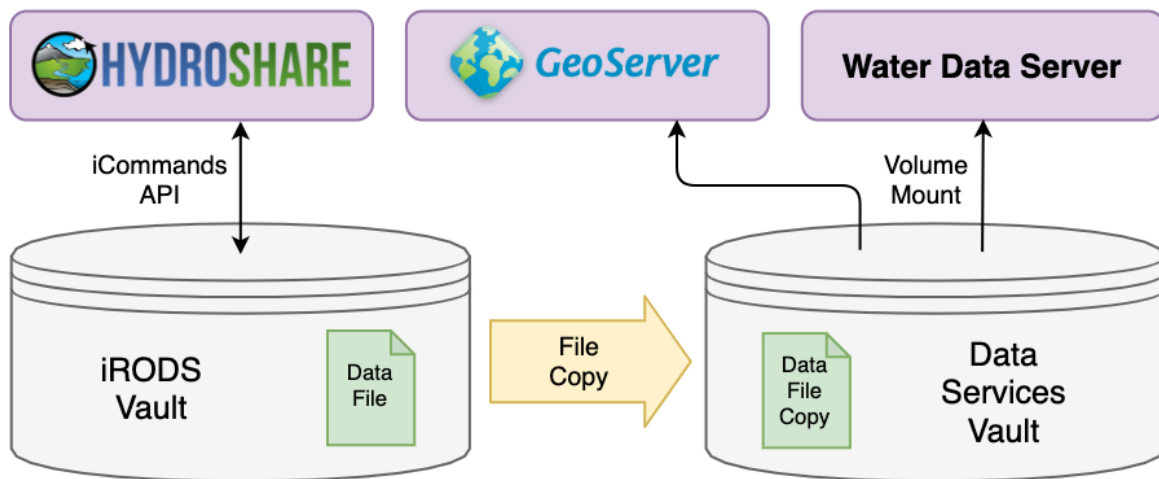 HYDROSHARE
GeoServer
Water Data Server
iCommands
API
Volume
Mount
iRODS
Vault
Data
File
File
Copy
Data
File
Copy
Data
Services
Vault